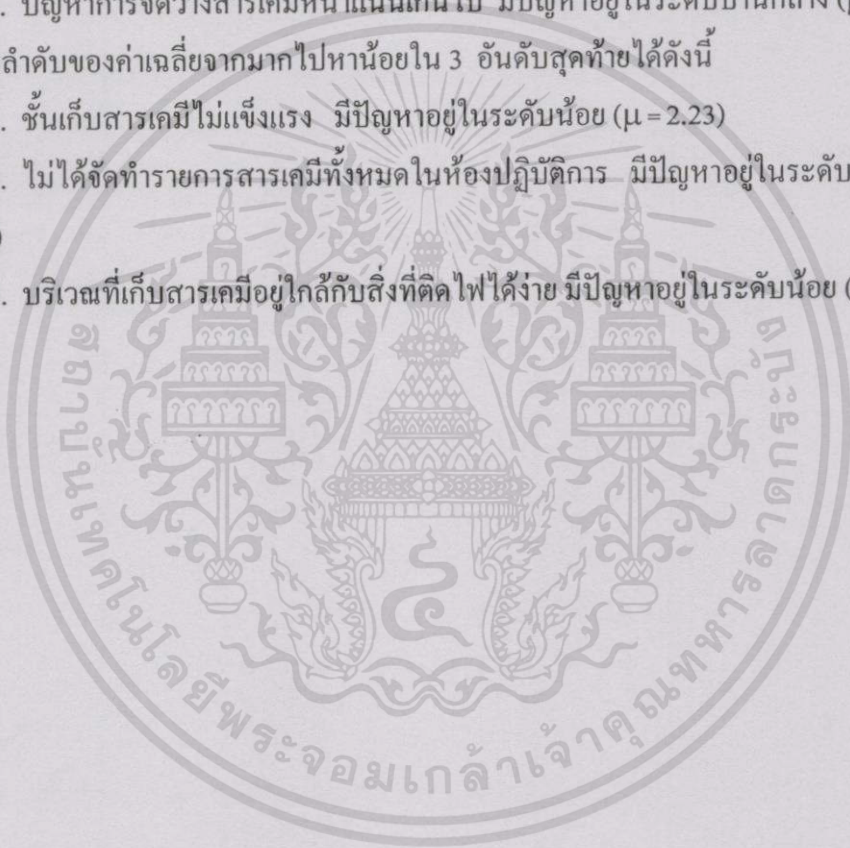 . ปัญหาการจัดวางสารเคมีหนาแน่นเกินไป มีปัญหาอยู่ในระดับปานกลาง (
ลำดับของค่าเฉลี่ยจากมากไปหาน้อยใน 3 อันดับสุดท้ายได้ดังนี้
. ชั้นเก็บสารเคมีไม่แข็งแรง มีปัญหาอยู่ในระดับน้อย (μ = 2.23)
. ไม่ได้จัดทำรายการสารเคมีทั้งหมดในห้องปฏิบัติการ มีปัญหาอยู่ในระดับ
)
. บริเวณที่เก็บสารเคมีอยู่ใกล้กับสิ่งที่ติดไฟได้ง่าย มีปัญหาอยู่ในระดับน้อย (
สถาบันเทคโนโลยีพระจอมเกล้าเจ้าคุณทหารลาดกระบัง